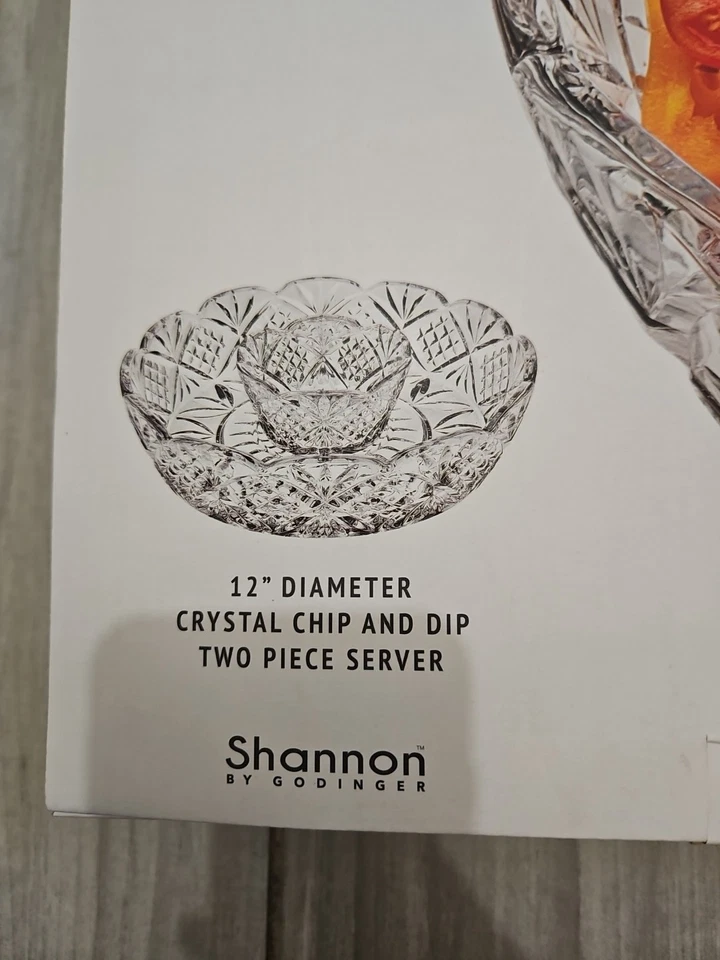 12” DIAMETER
CRYSTAL CHIP AND DIP
TWO PIECE SERVER
Shannon™
BY GODINGER